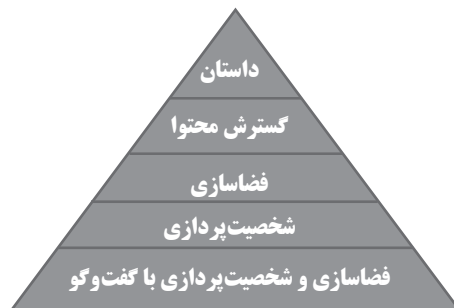 داستان
گسترش محتوا
فضاسازی
شخصیت‌پردازی
فضاسازی و شخصیت‌پردازی با گفت‌وگو